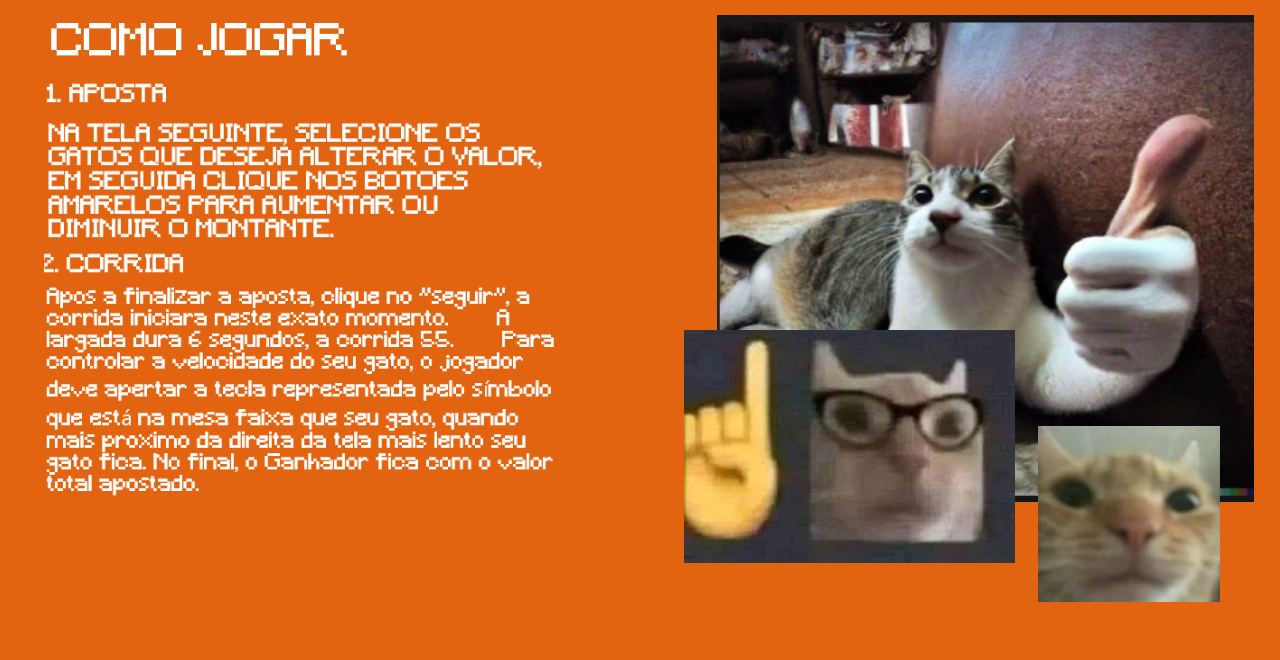 COMO JOGAR
1. APOSTA
NA TELA SEGUINTE, SELECIONE OS
GATOS QUE DESEJA ALTERAR O VALOR,
EM SEGUIDA CLIQUE NOS BOTOES
AMARELOS PARA AUMENTAR OU
DIMINUIR O MONTANTE.
2. CORRIDA
Apos a finalizar a aposta, clique no "seguir", a
corrida iniciara neste exato momento. A
largada dura 6 segundos, a corrida 55. Para
controlar a velocidade do seu gato, o jogador
deve apertar a tecla representada pelo símbolo
que está na mesa faixa que seu gato, quando
mais proximo da direita da tela mais lento seu
gato fica. No final, o Ganhador fica com o valor
total apostado.